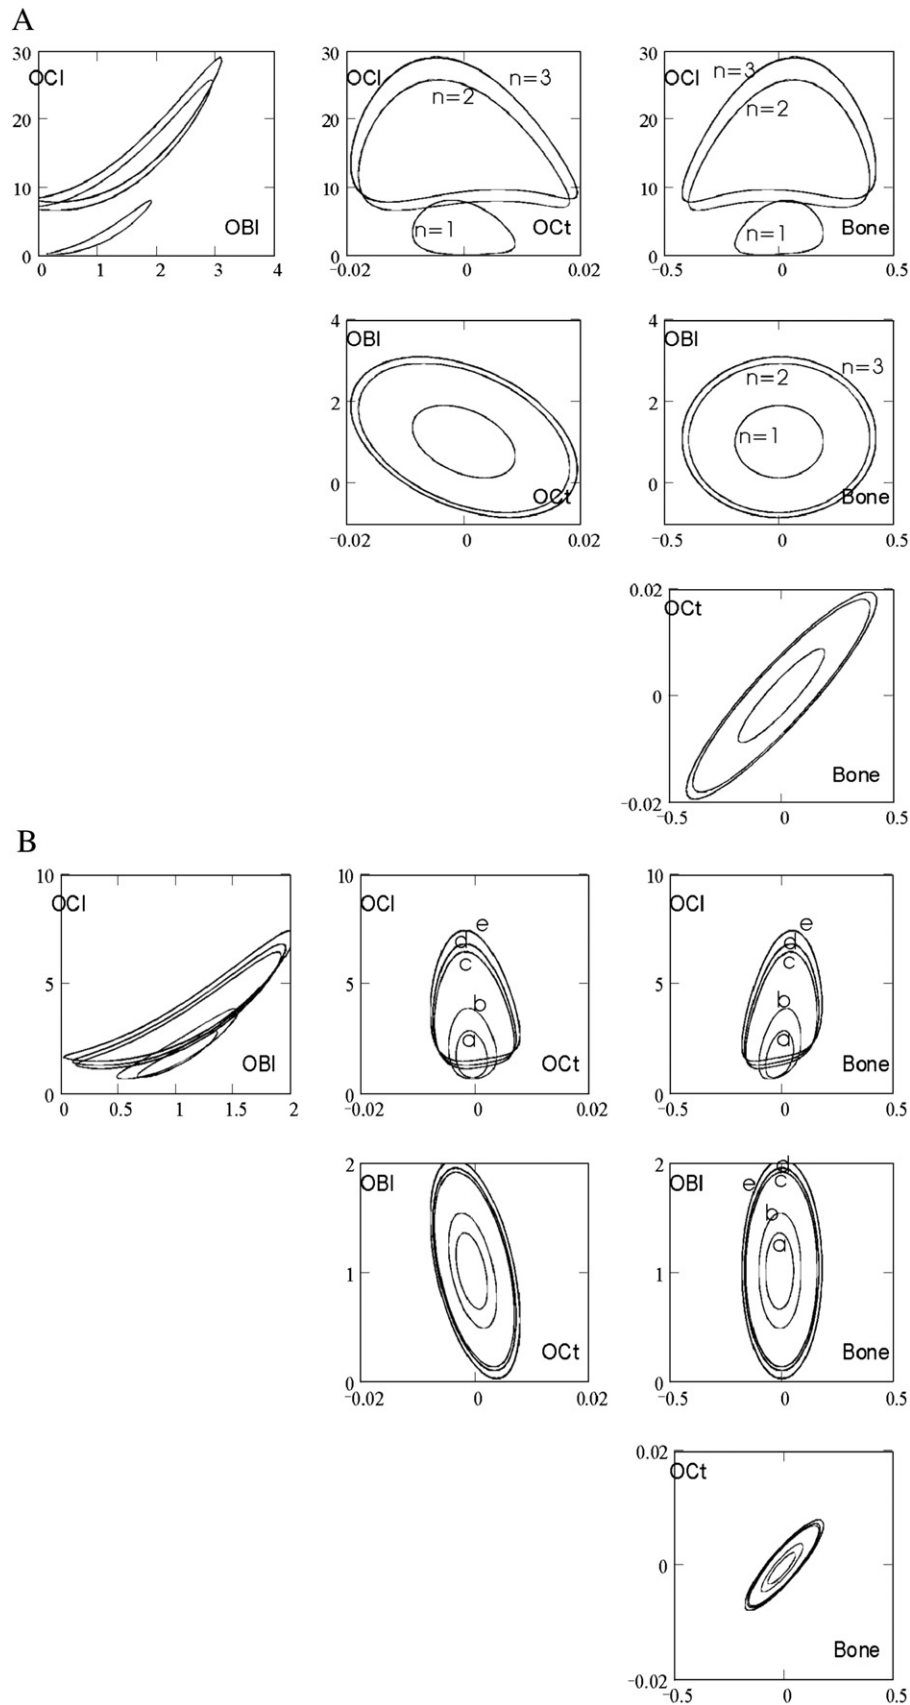 A
30 30 30
OCl OCl n=3 OCl n=3
n=2 n=2
20 20 20
10 10 10
OBl n=1 OCt n=1 Bone
0 0 0
0 1 2 3 4 -0.02 0 0.02 -0.5 0 0.5
4 4
OBl OBl n=3
n=2
2 2
n=1
0 0
OCt Bone
-0.02 0 0.02 -0.5 0 0.5
0.02
OCt
0
Bone
-0.02
-0.5 0 0.5
B
10 10 10
OCl OCl e OCl e
d d
c c
5 5 5
b b
a a
OBl OCt Bone
0 0 0
0 0.5 1 1.5 2 -0.02 0 0.02 -0.5 0 0.5
2 2 d
OBl OBl e c
b
a
1 1
OCt Bone
0 0
-0.02 0 0.02 -0.5 0 0.5
0.02
OCt
0
Bone
-0.02
-0.5 0 0.5